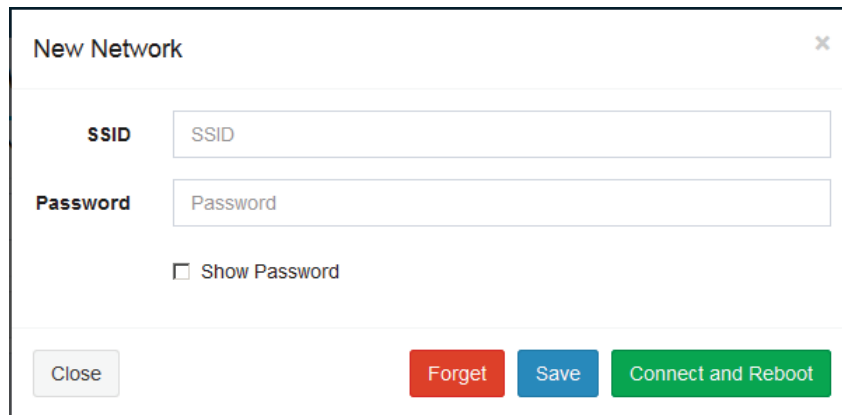 New Network ×
SSID SSID
Password Password
Show Password
Close Forget Save Connect and Reboot